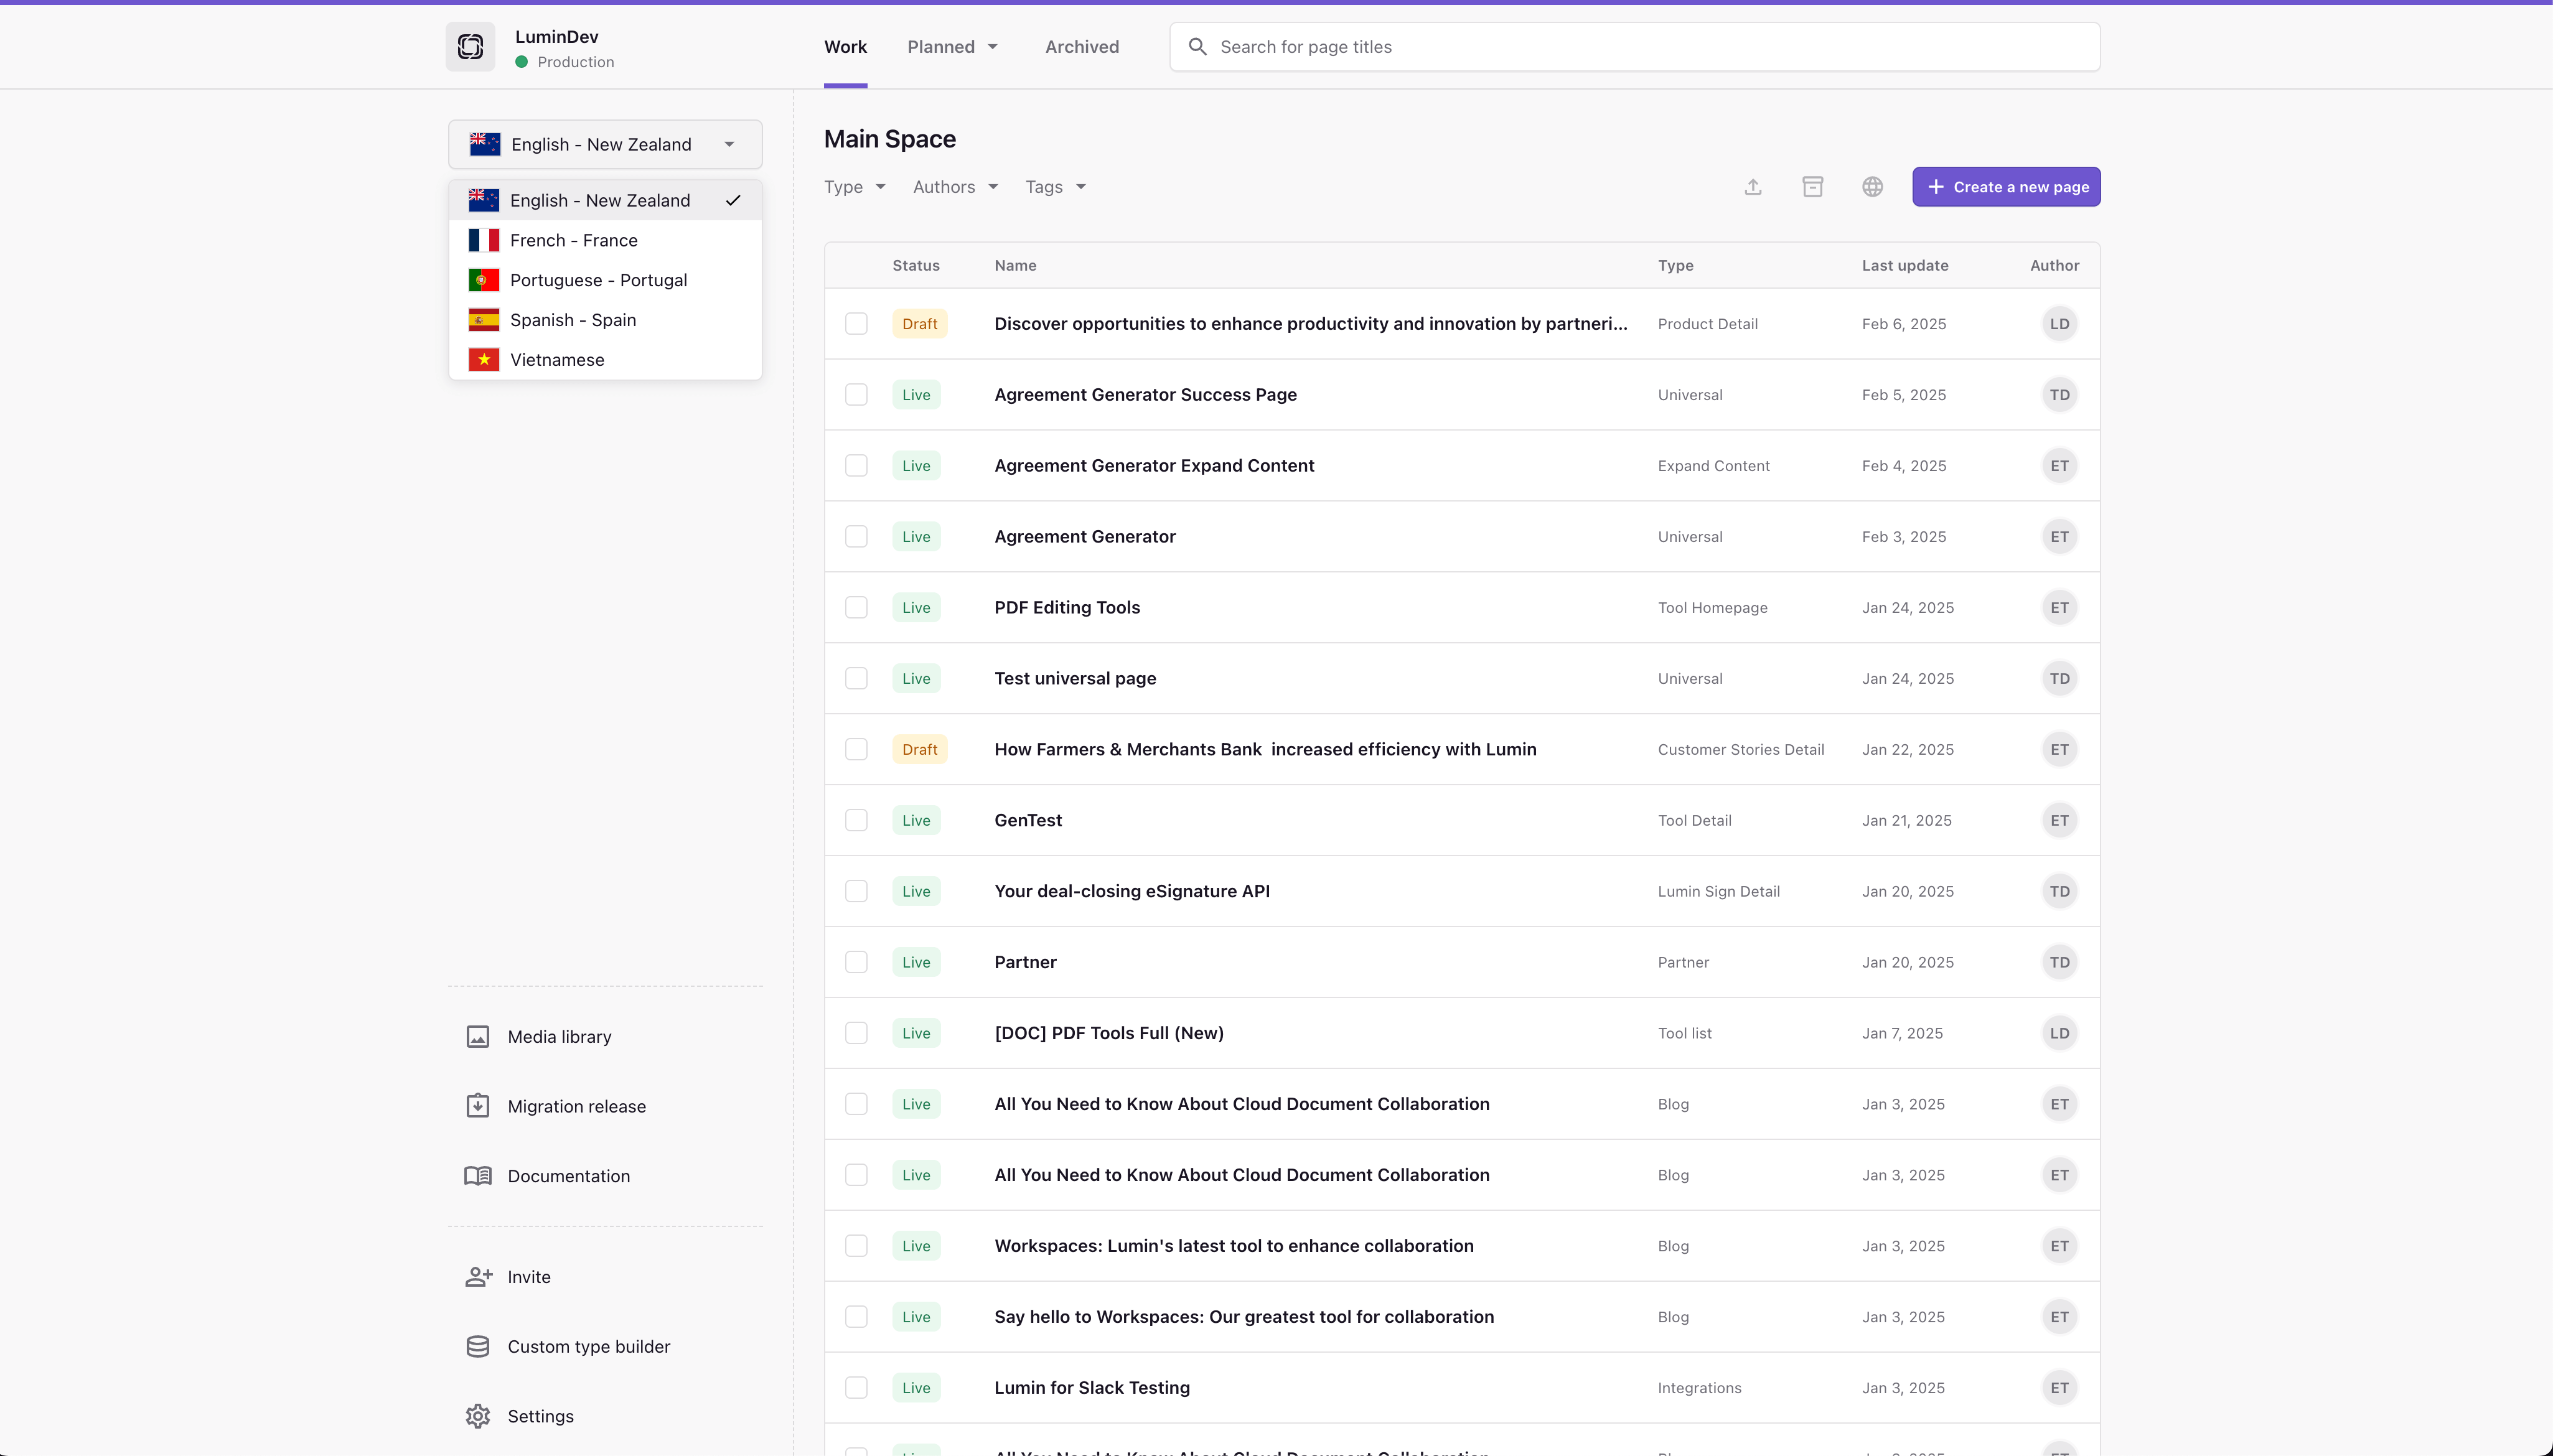 LuminDev
Production
Work
Planned
Archived
Search for page titles
English - New Zealand
English - New Zealand
French - France
Portuguese - Portugal
Spanish - Spain
Vietnamese
Media library
Migration release
Documentation
Invite
Custom type builder
Settings
Main Space
Type Authors Tags
Create a new page
Status Name Type Last update Author
Draft Discover opportunities to enhance productivity and innovation by partneri... Product Detail Feb 6, 2025 LD
Live Agreement Generator Success Page Universal Feb 5, 2025 TD
Live Agreement Generator Expand Content Expand Content Feb 4, 2025 ET
Live Agreement Generator Universal Feb 3, 2025 ET
Live PDF Editing Tools Tool Homepage Jan 24, 2025 ET
Live Test universal page Universal Jan 24, 2025 TD
Draft How Farmers & Merchants Bank  increased efficiency with Lumin Customer Stories Detail Jan 22, 2025 ET
Live GenTest Tool Detail Jan 21, 2025 ET
Live Your deal-closing eSignature API Lumin Sign Detail Jan 20, 2025 TD
Live Partner Partner Jan 20, 2025 TD
Live [DOC] PDF Tools Full (New) Tool list Jan 7, 2025 LD
Live All You Need to Know About Cloud Document Collaboration Blog Jan 3, 2025 ET
Live All You Need to Know About Cloud Document Collaboration Blog Jan 3, 2025 ET
Live Workspaces: Lumin's latest tool to enhance collaboration Blog Jan 3, 2025 ET
Live Say hello to Workspaces: Our greatest tool for collaboration Blog Jan 3, 2025 ET
Live Lumin for Slack Testing Integrations Jan 3, 2025 ET